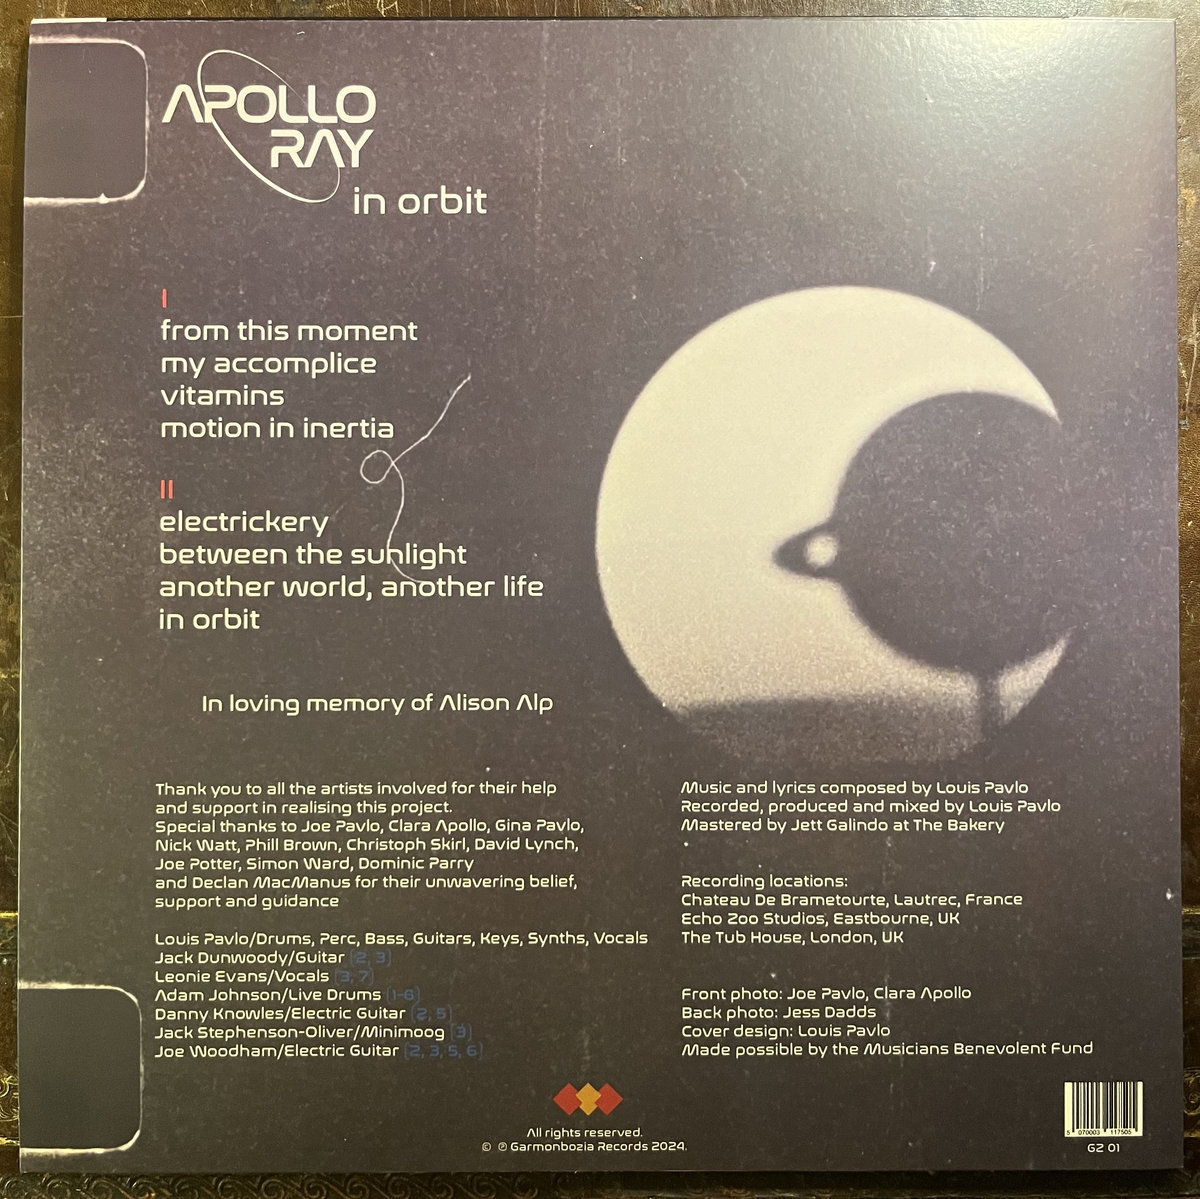 APOLLO
RAY
in orbit
I
from this moment
my accomplice
vitamins
motion in inertia
II
electrickery
between the sunlight
another world, another life
in orbit
In loving memory of Alison Alp
Thank you to all the artists involved for their help
and support in realising this project.
Special thanks to Joe Pavlo, Clara Apollo, Gina Pavlo,
Nick Watt, Phill Brown, Christoph Skirl, David Lynch,
Joe Potter, Simon Ward, Dominic Parry
and Declan MacManus for their unwavering belief,
support and guidance
Louis Pavlo/Drums, Perc, Bass, Guitars, Keys, Synths, Vocals
Jack Dunwoody/Guitar (2, 3)
Leonie Evans/Vocals (3, 7)
Adam Johnson/Live Drums (1-6)
Danny Knowles/Electric Guitar (2, 5)
Jack Stephenson-Oliver/Minimoog (3)
Joe Woodham/Electric Guitar (2, 3, 5, 6)
Music and lyrics composed by Louis Pavlo
Recorded, produced and mixed by Louis Pavlo
Mastered by Jett Galindo at The Bakery
Recording locations:
Chateau De Brametourte, Lautrec, France
Echo Zoo Studios, Eastbourne, UK
The Tub House, London, UK
Front photo: Joe Pavlo, Clara Apollo
Back photo: Jess Dadds
Cover design: Louis Pavlo
Made possible by the Musicians Benevolent Fund
All rights reserved.
© ℗ Garmonbozia Records 2024.
5 070003 117505
GZ 01